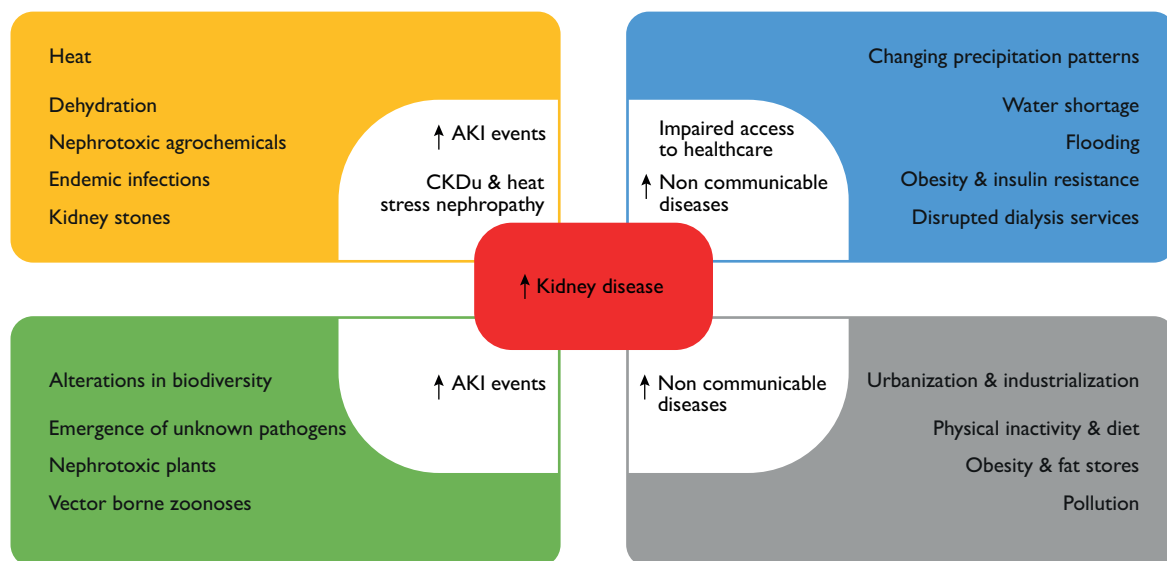 Heat
Dehydration
Nephrotoxic agrochemicals
Endemic infections
Kidney stones
↑ AKI events
CKDu & heat
stress nephropathy
Changing precipitation patterns
Water shortage
Flooding
Obesity & insulin resistance
Disrupted dialysis services
Impaired access
to healthcare
↑ Non communicable
diseases
↑ Kidney disease
Alterations in biodiversity
Emergence of unknown pathogens
Nephrotoxic plants
Vector borne zoonoses
↑ AKI events
↑ Non communicable
diseases
Urbanization & industrialization
Physical inactivity & diet
Obesity & fat stores
Pollution